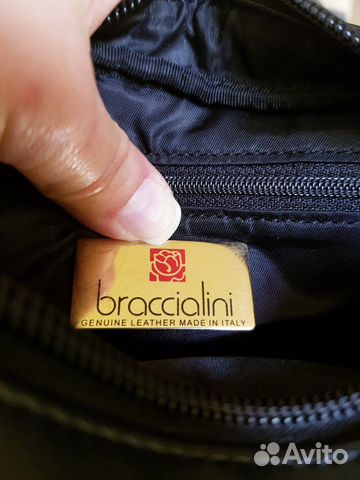 braccialini
GENUINE LEATHER MADE IN ITALY
Avito